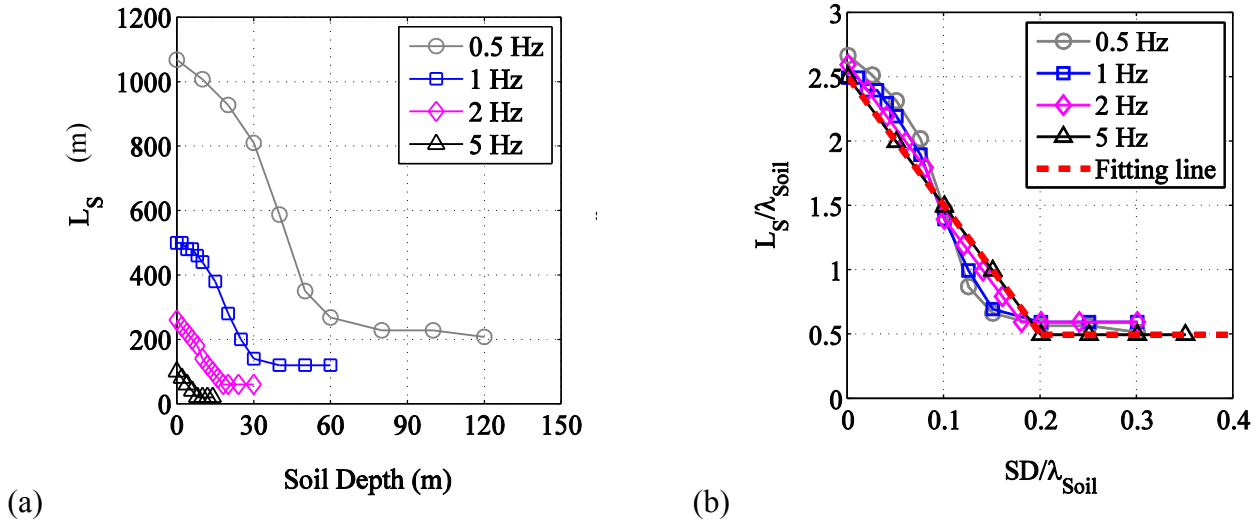 1200
1000
800
600
400
200
0
L_S (m)
0 30 60 90 120 150
Soil Depth (m)
0.5 Hz
1 Hz
2 Hz
5 Hz
(a)
3
2.5
2
1.5
1
0.5
0
L_S/λ_Soil
0 0.1 0.2 0.3 0.4
SD/λ_Soil
0.5 Hz
1 Hz
2 Hz
5 Hz
Fitting line
(b)